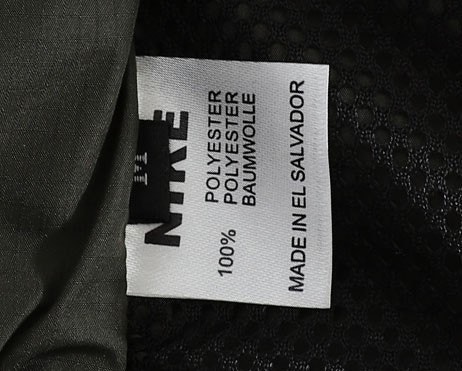 NIKE
M
100% POLYESTER
POLYESTER
BAUMWOLLE
MADE IN EL SALVADOR